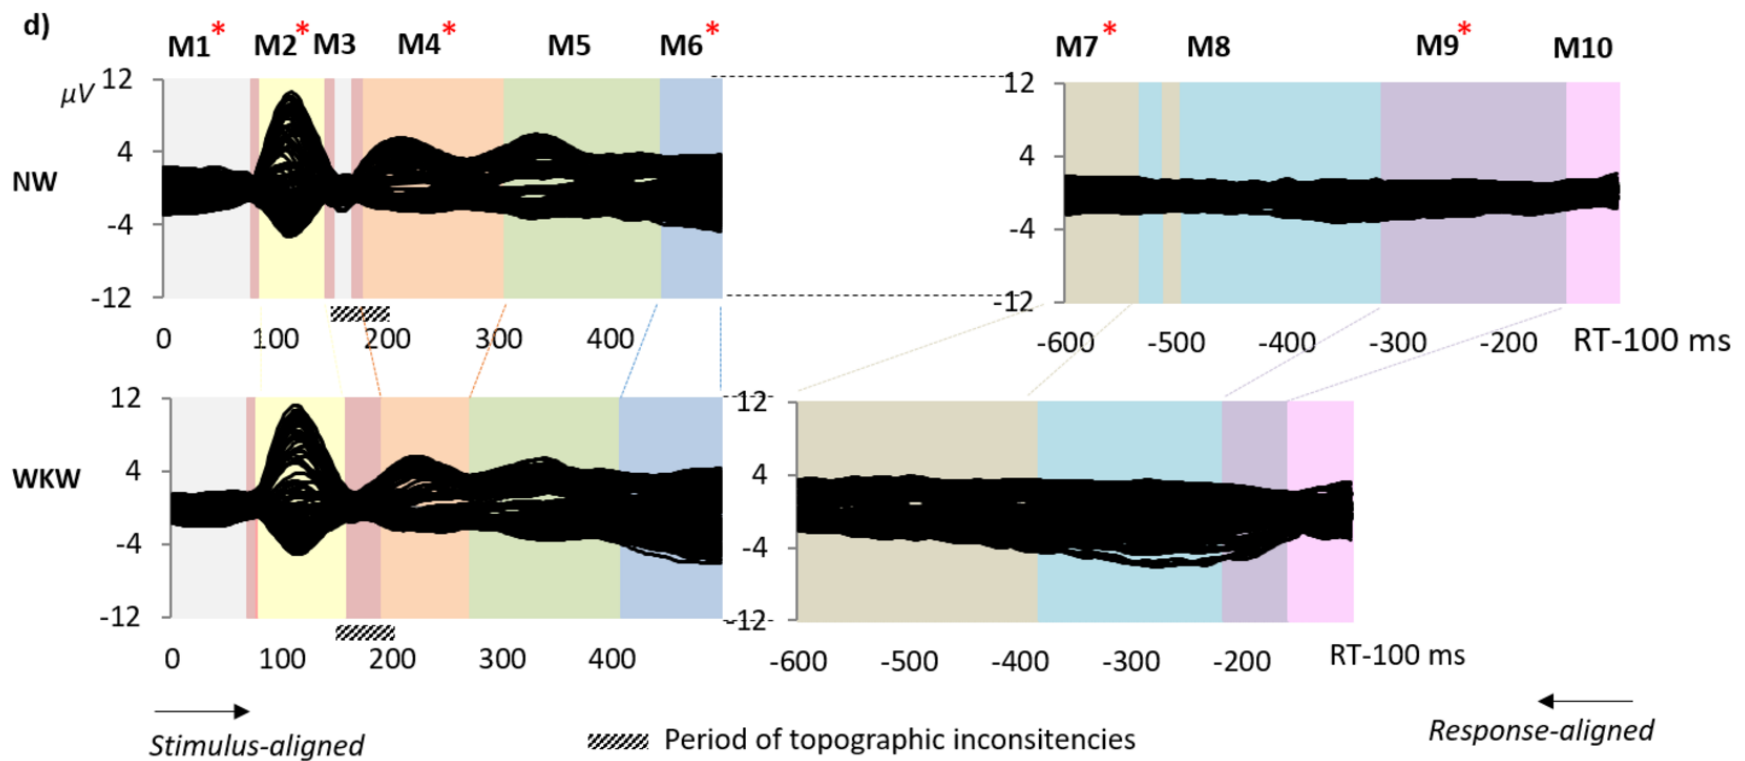 d)
M1* M2* M3 M4* M5 M6* M7* M8 M9* M10
μV 12 12
4 4
NW
-4 -4
-12 -12
0 100 200 300 400 -600 -500 -400 -300 -200 RT-100 ms
12 12
4 4
WKW
-4 -4
-12 -12
0 100 200 300 400 -600 -500 -400 -300 -200 RT-100 ms
Stimulus-aligned Period of topographic inconsitencies Response-aligned